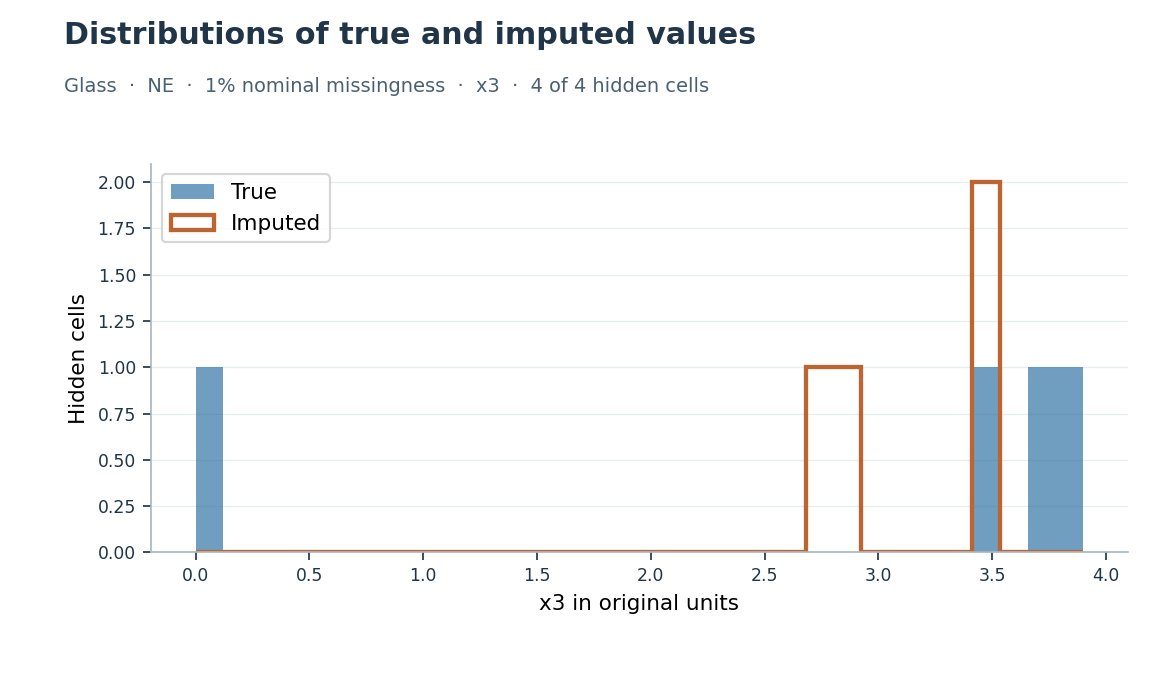 Distributions of true and imputed values
Glass · NE · 1% nominal missingness · x3 · 4 of 4 hidden cells
True
Imputed
Hidden cells
2.00
1.75
1.50
1.25
1.00
0.75
0.50
0.25
0.00
0.0 0.5 1.0 1.5 2.0 2.5 3.0 3.5 4.0
x3 in original units